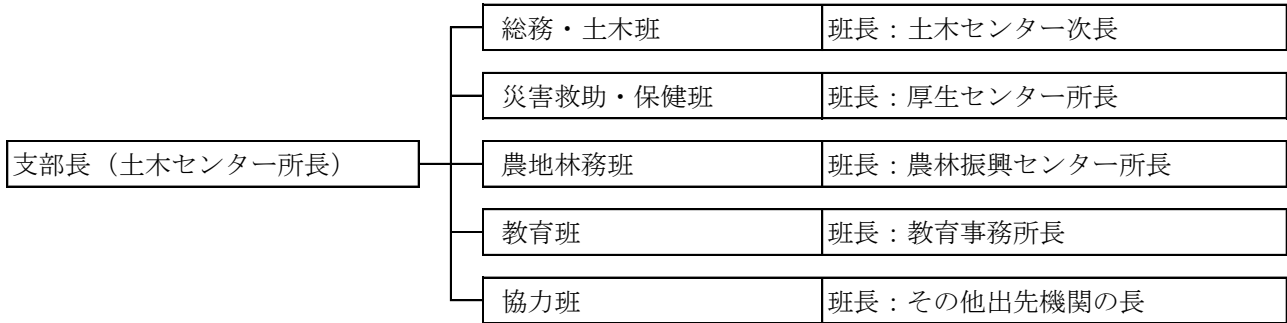 総務・土木班 班長：土木センター次長
災害救助・保健班 班長：厚生センター所長
支部長（土木センター所長） 農地林務班 班長：農林振興センター所長
教育班 班長：教育事務所長
協力班 班長：その他出先機関の長